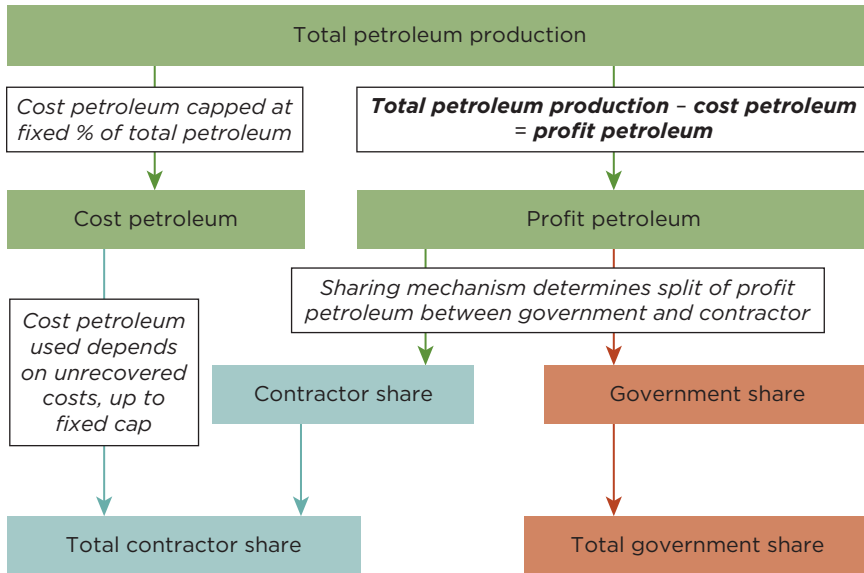 Total petroleum production
Cost petroleum capped at
fixed % of total petroleum
Total petroleum production – cost petroleum
= profit petroleum
Cost petroleum
Profit petroleum
Sharing mechanism determines split of profit
petroleum between government and contractor
Cost petroleum
used depends
on unrecovered
costs, up to
fixed cap
Contractor share
Government share
Total contractor share
Total government share